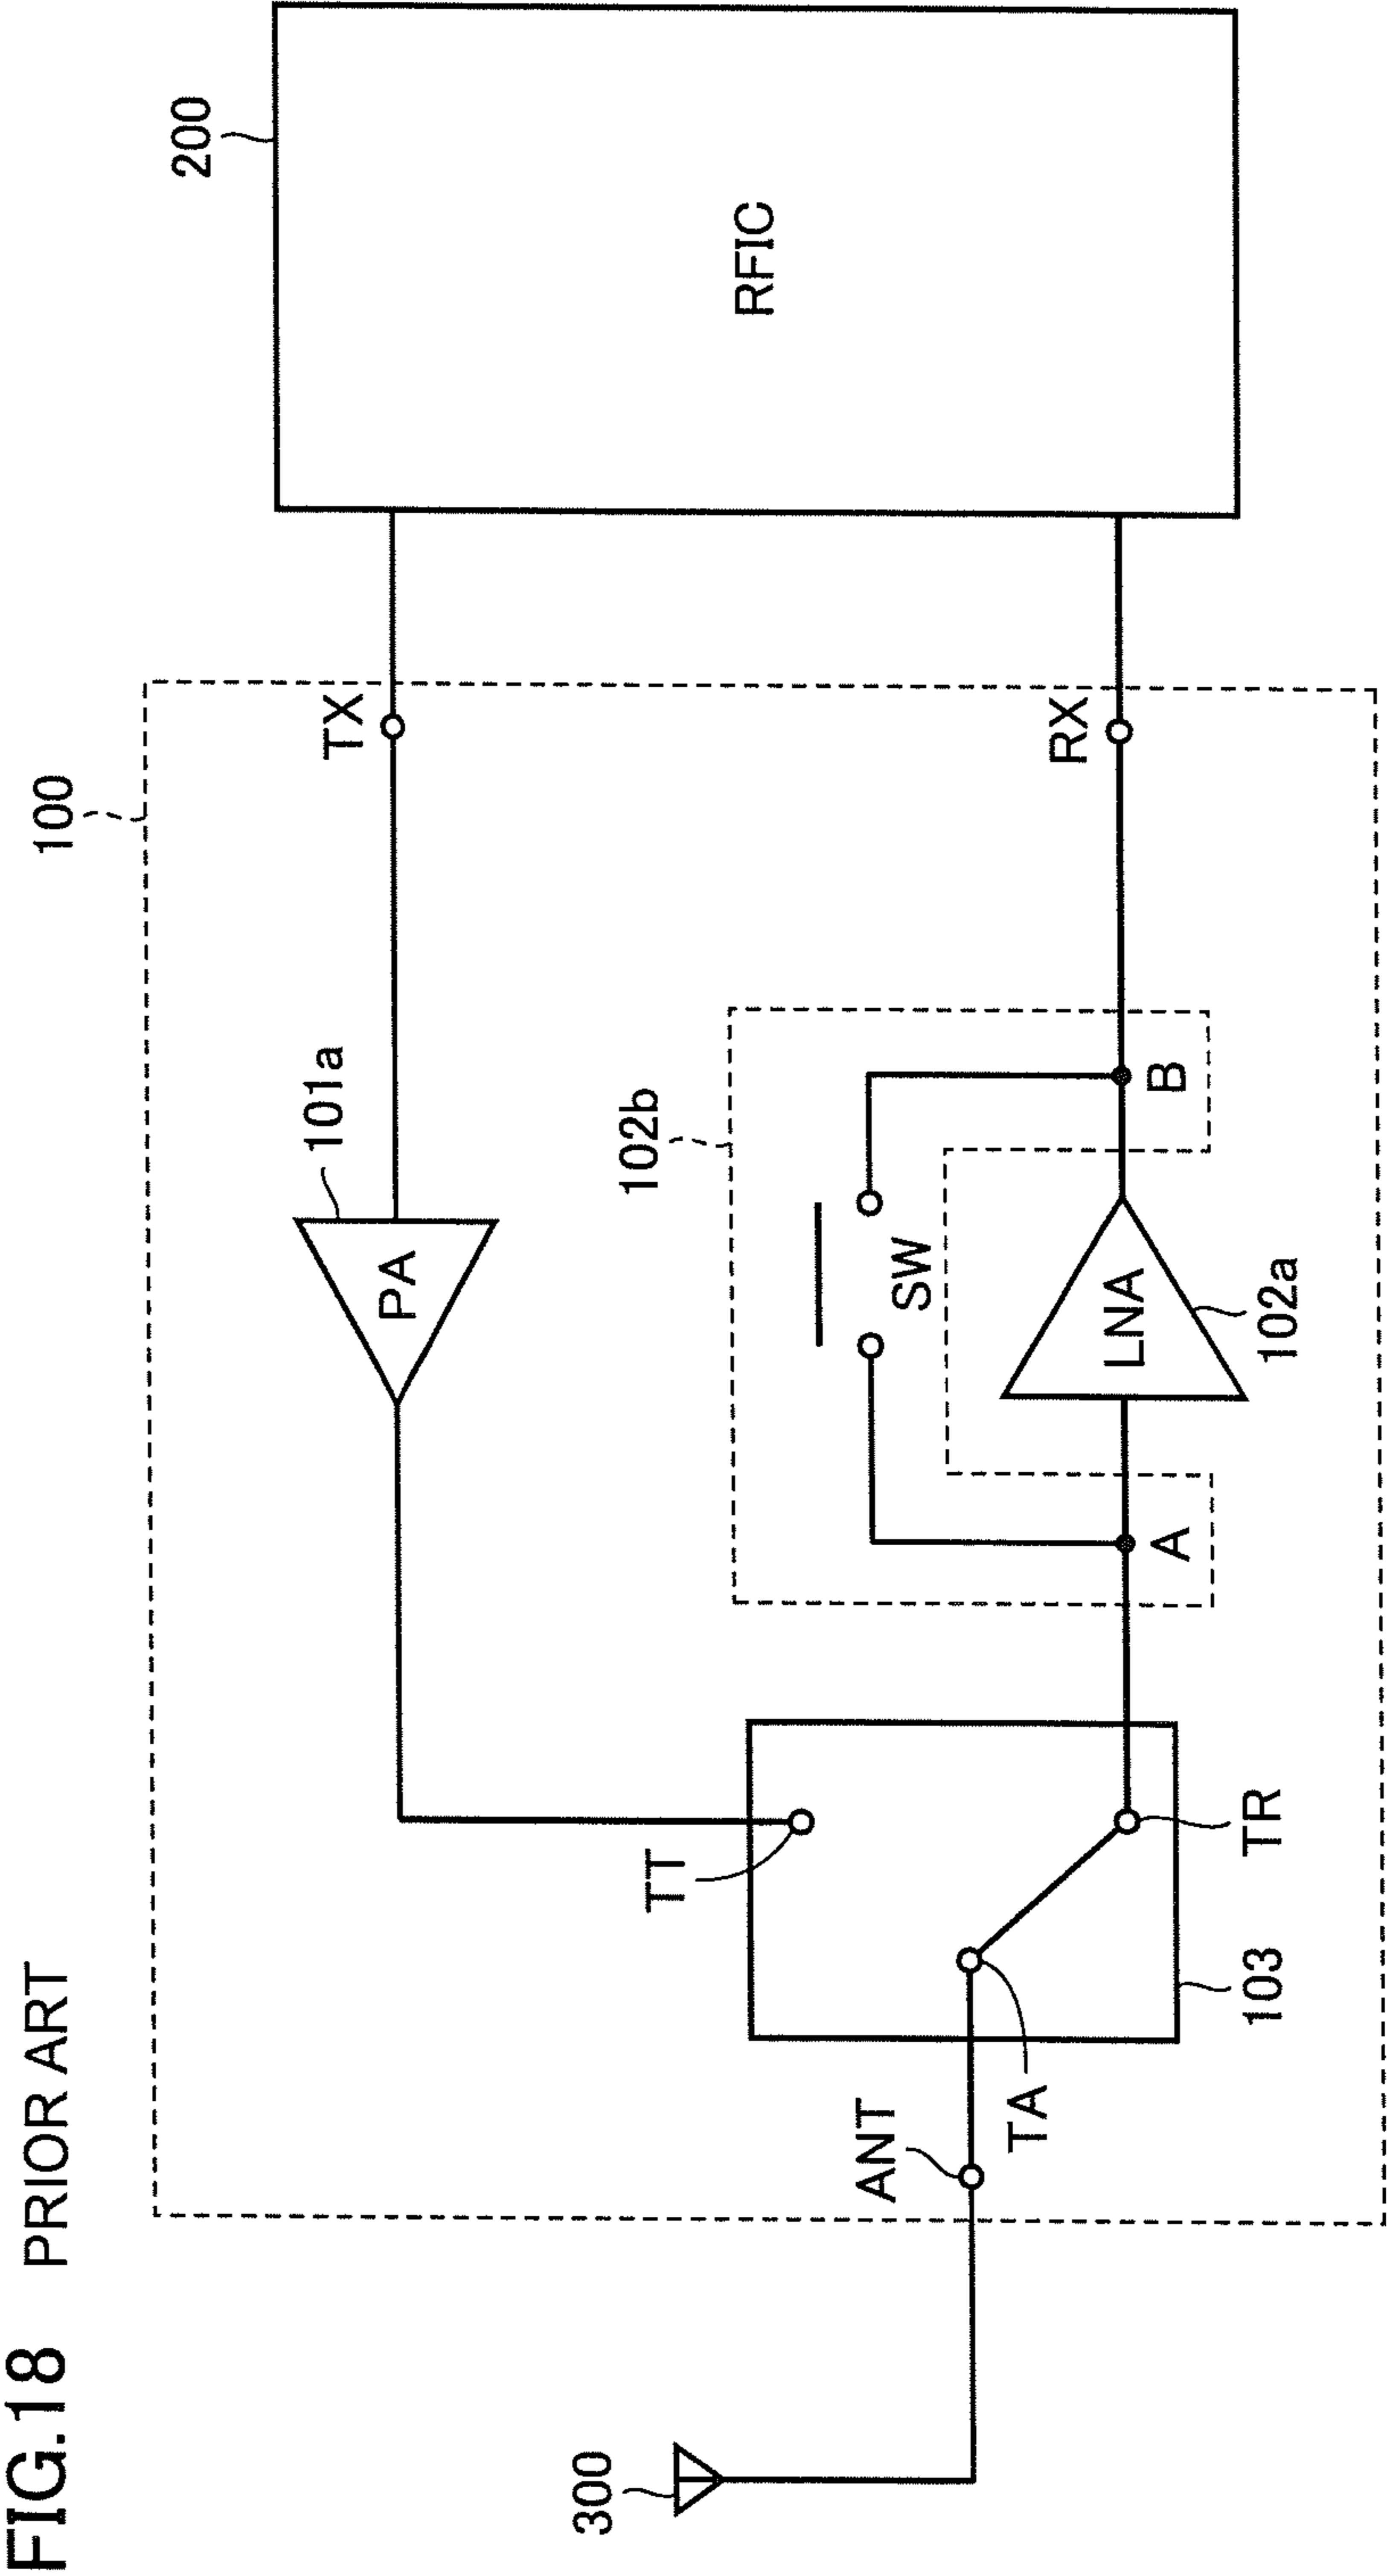 FIG.18 PRIOR ART
100
200
101a
TX
PA
RFIC
102b
TT
SW
300
ANT
RX
LNA
A
B
TA
103
TR
102a